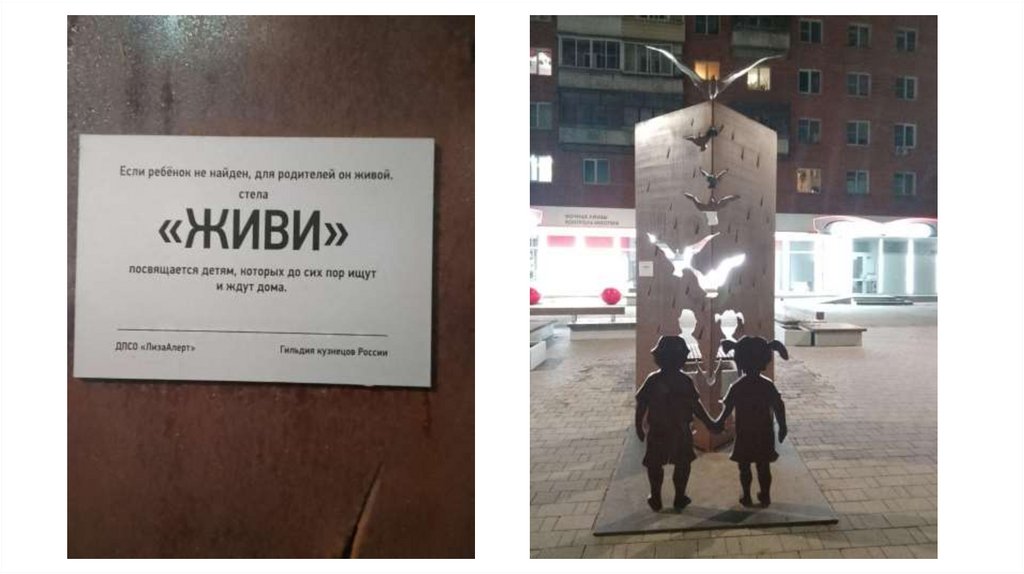 Если ребёнок не найден, для родителей он живой.
стела
«ЖИВИ»
посвящается детям, которых до сих пор ищут
и ждут дома.
ДПСО «ЛизаАлерт»
Гильдия кузнецов России